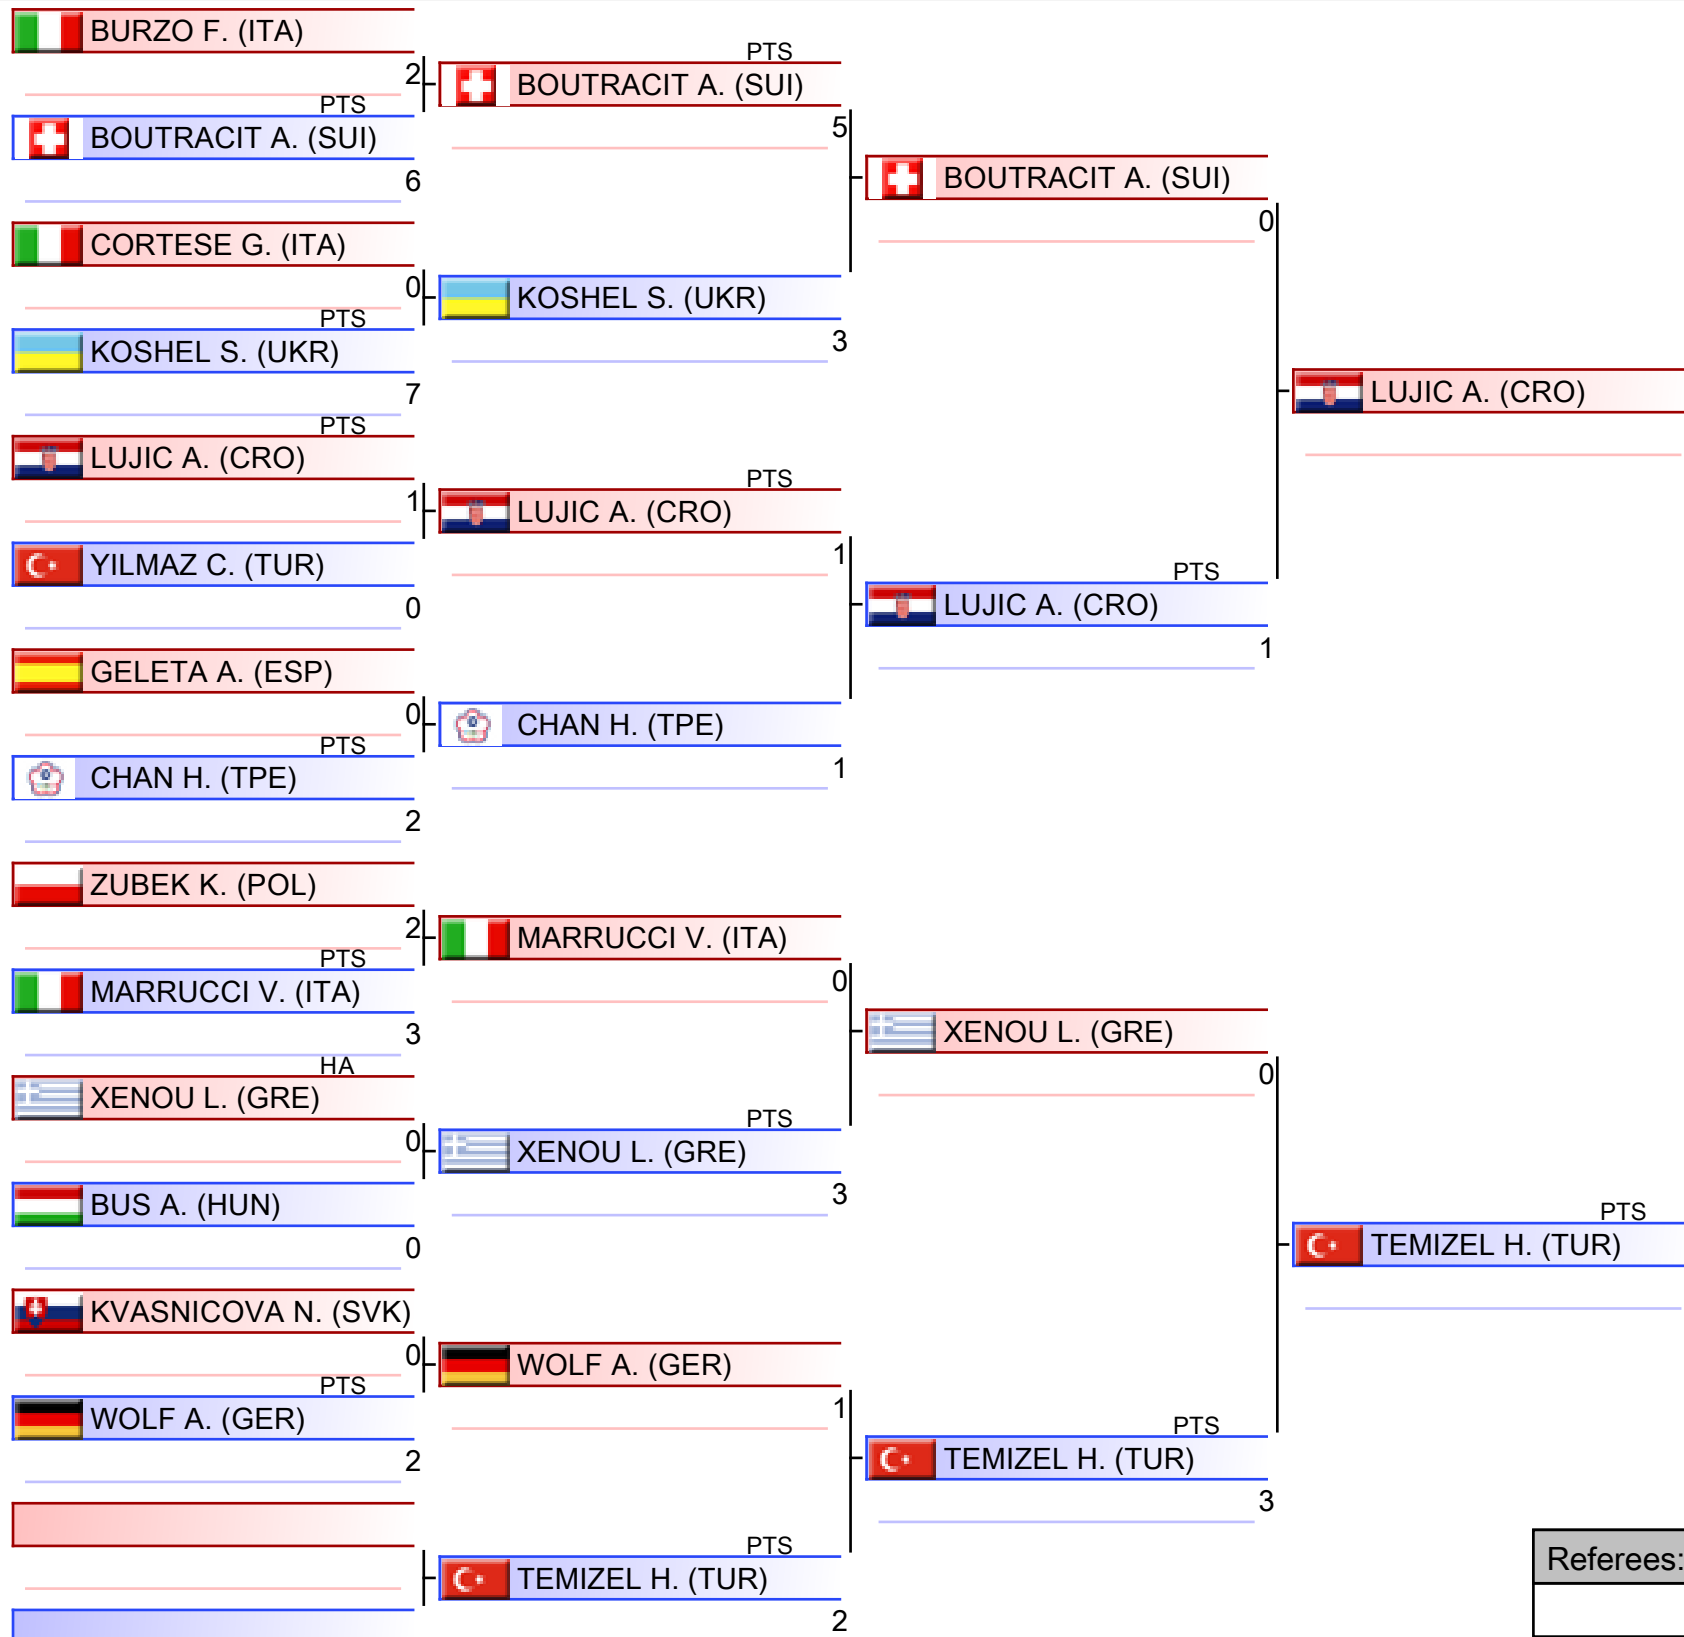 BURZO F. (ITA)
2
PTS
BOUTRACIT A. (SUI)
6
CORTESE G. (ITA)
0
PTS
KOSHEL S. (UKR)
7
PTS
LUJIC A. (CRO)
1
YILMAZ C. (TUR)
0
GELETA A. (ESP)
0
PTS
CHAN H. (TPE)
2
ZUBEK K. (POL)
2
PTS
MARRUCCI V. (ITA)
3
HA
XENOU L. (GRE)
0
BUS A. (HUN)
0
KVASNICOVA N. (SVK)
0
PTS
WOLF A. (GER)
2
PTS
BOUTRACIT A. (SUI)
5
KOSHEL S. (UKR)
3
PTS
LUJIC A. (CRO)
1
CHAN H. (TPE)
1
MARRUCCI V. (ITA)
0
PTS
XENOU L. (GRE)
3
WOLF A. (GER)
1
PTS
TEMIZEL H. (TUR)
2
BOUTRACIT A. (SUI)
0
PTS
LUJIC A. (CRO)
1
XENOU L. (GRE)
0
PTS
TEMIZEL H. (TUR)
3
LUJIC A. (CRO)
PTS
TEMIZEL H. (TUR)
Referees: